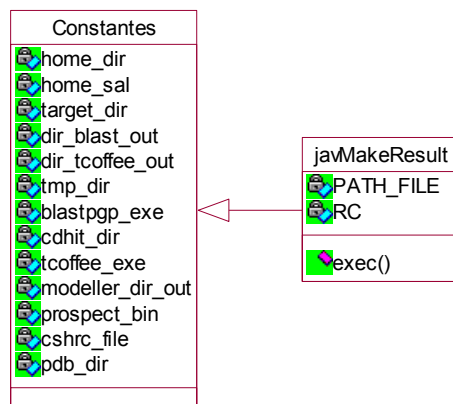 Constantes
home_dir
home_sal
target_dir
dir_blast_out
dir_tcoffee_out
tmp_dir
blastpgp_exe
cdhit_dir
tcoffee_exe
modeller_dir_out
prospect_bin
cshrc_file
pdb_dir
javMakeResult
PATH_FILE
RC
exec()